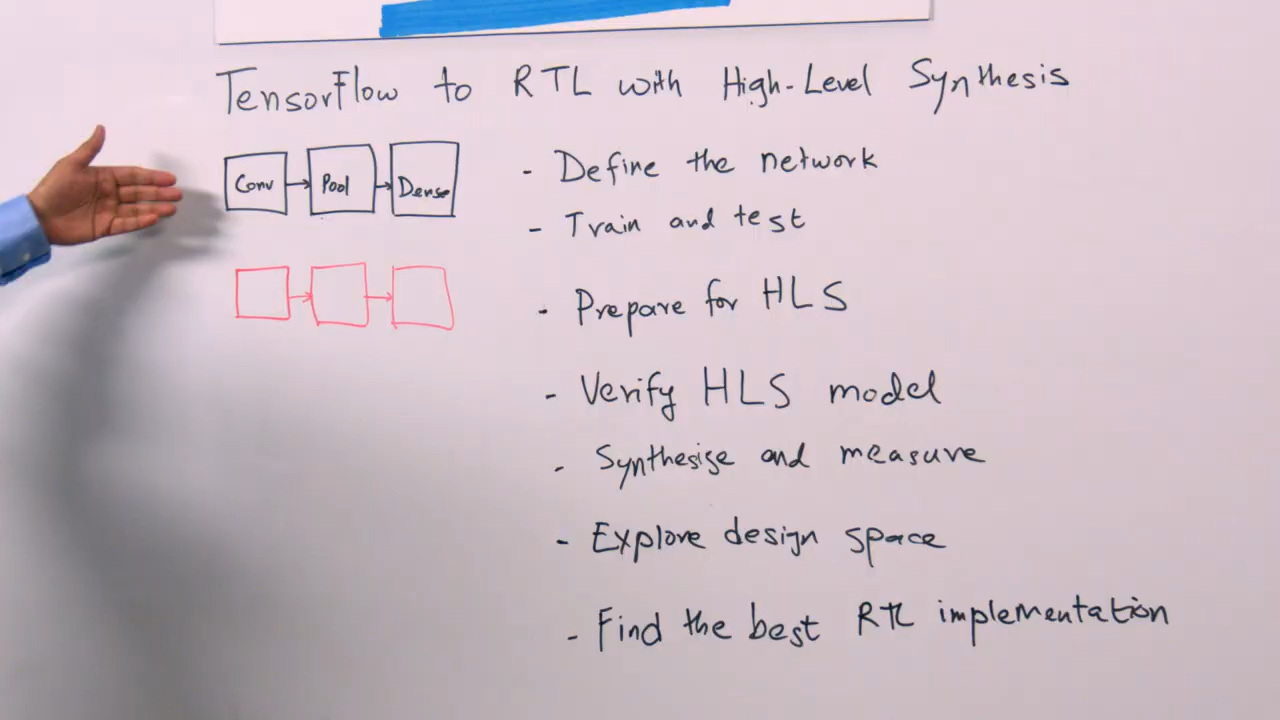 TensorFlow to RTL with High-Level Synthesis
Conv Pool Dense
- Define the network
- Train and test
- Prepare for HLS
- Verify HLS model
- Synthesize and measure
- Explore design space
- Find the best RTL implementation